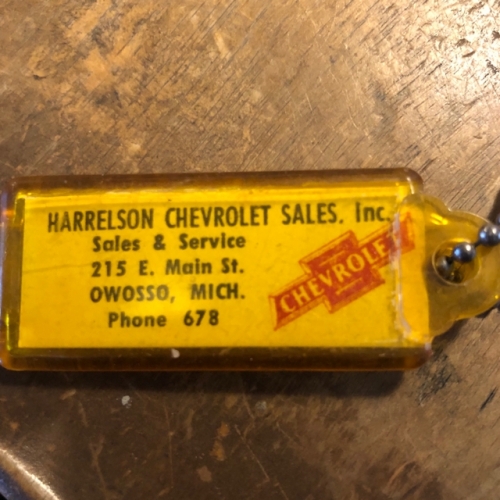 HARRELSON CHEVROLET SALES, Inc.
Sales & Service
215 E. Main St.
OWOSSO, MICH.
Phone 678
CHEVROLET